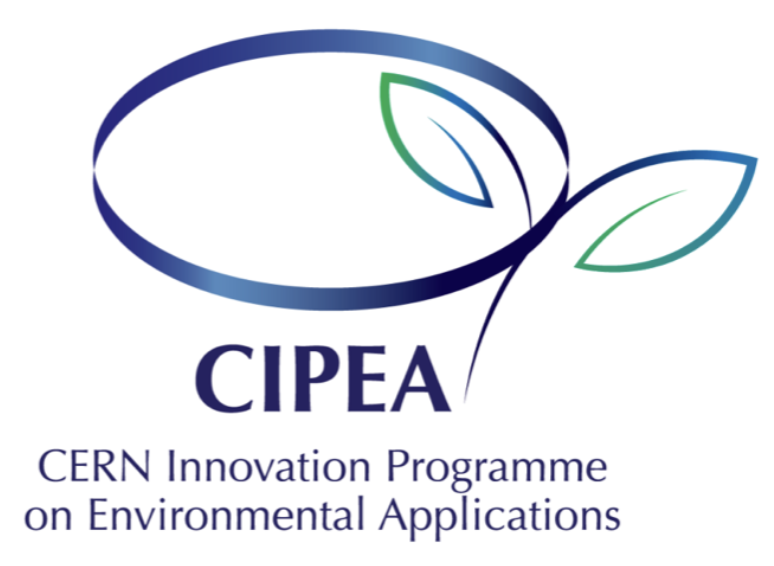 CIPEA
CERN Innovation Programme
on Environmental Applications